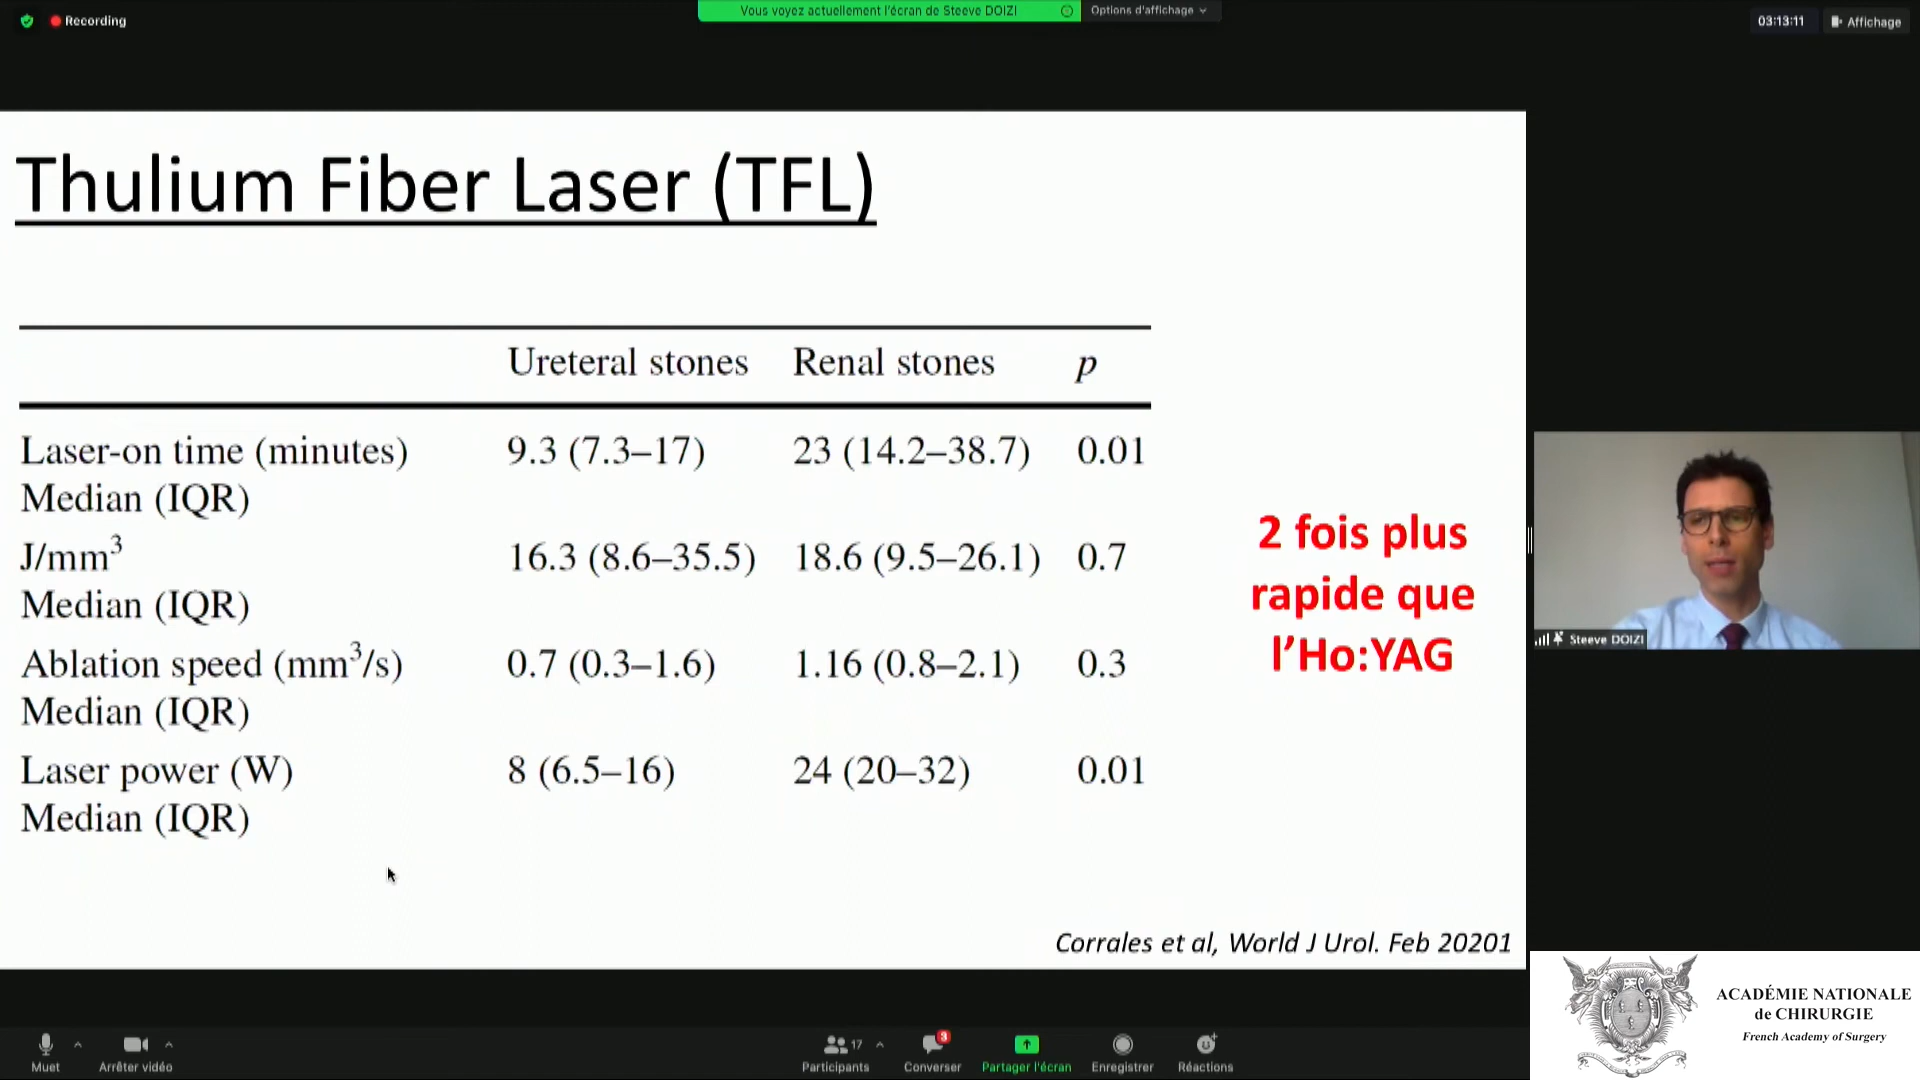 Recording
Vous voyez actuellement l'écran de Steeve DOIZI
Options d'affichage
03:13:11
Affichage
Thulium Fiber Laser (TFL)
Ureteral stones Renal stones p
Laser-on time (minutes) 9.3 (7.3–17) 23 (14.2–38.7) 0.01
Median (IQR)
J/mm³ 16.3 (8.6–35.5) 18.6 (9.5–26.1) 0.7
Median (IQR)
Ablation speed (mm³/s) 0.7 (0.3–1.6) 1.16 (0.8–2.1) 0.3
Median (IQR)
Laser power (W) 8 (6.5–16) 24 (20–32) 0.01
Median (IQR)
2 fois plus
rapide que
l'Ho:YAG
Corrales et al, World J Urol. Feb 20201
Steeve DOIZI
ACADÉMIE NATIONALE
de CHIRURGIE
French Academy of Surgery
Muet
Arrêter vidéo
17
Participants
3
Converser
Partager l'écran
Enregistrer
Réactions